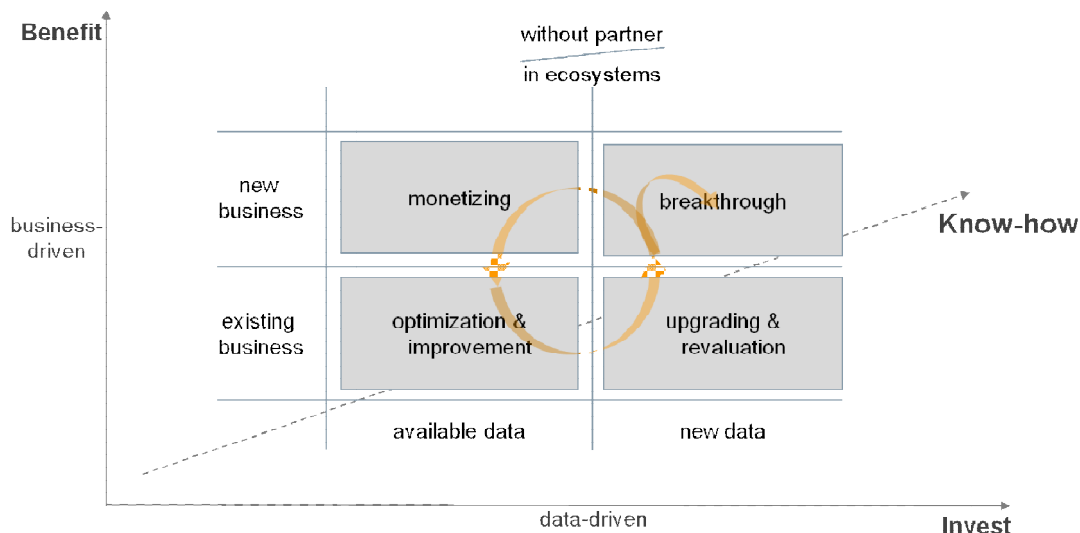 Benefit
without partner
in ecosystems
new
business
monetizing
breakthrough
business-
driven
Know-how
existing
business
optimization &
improvement
upgrading &
revaluation
available data
new data
data-driven
Invest